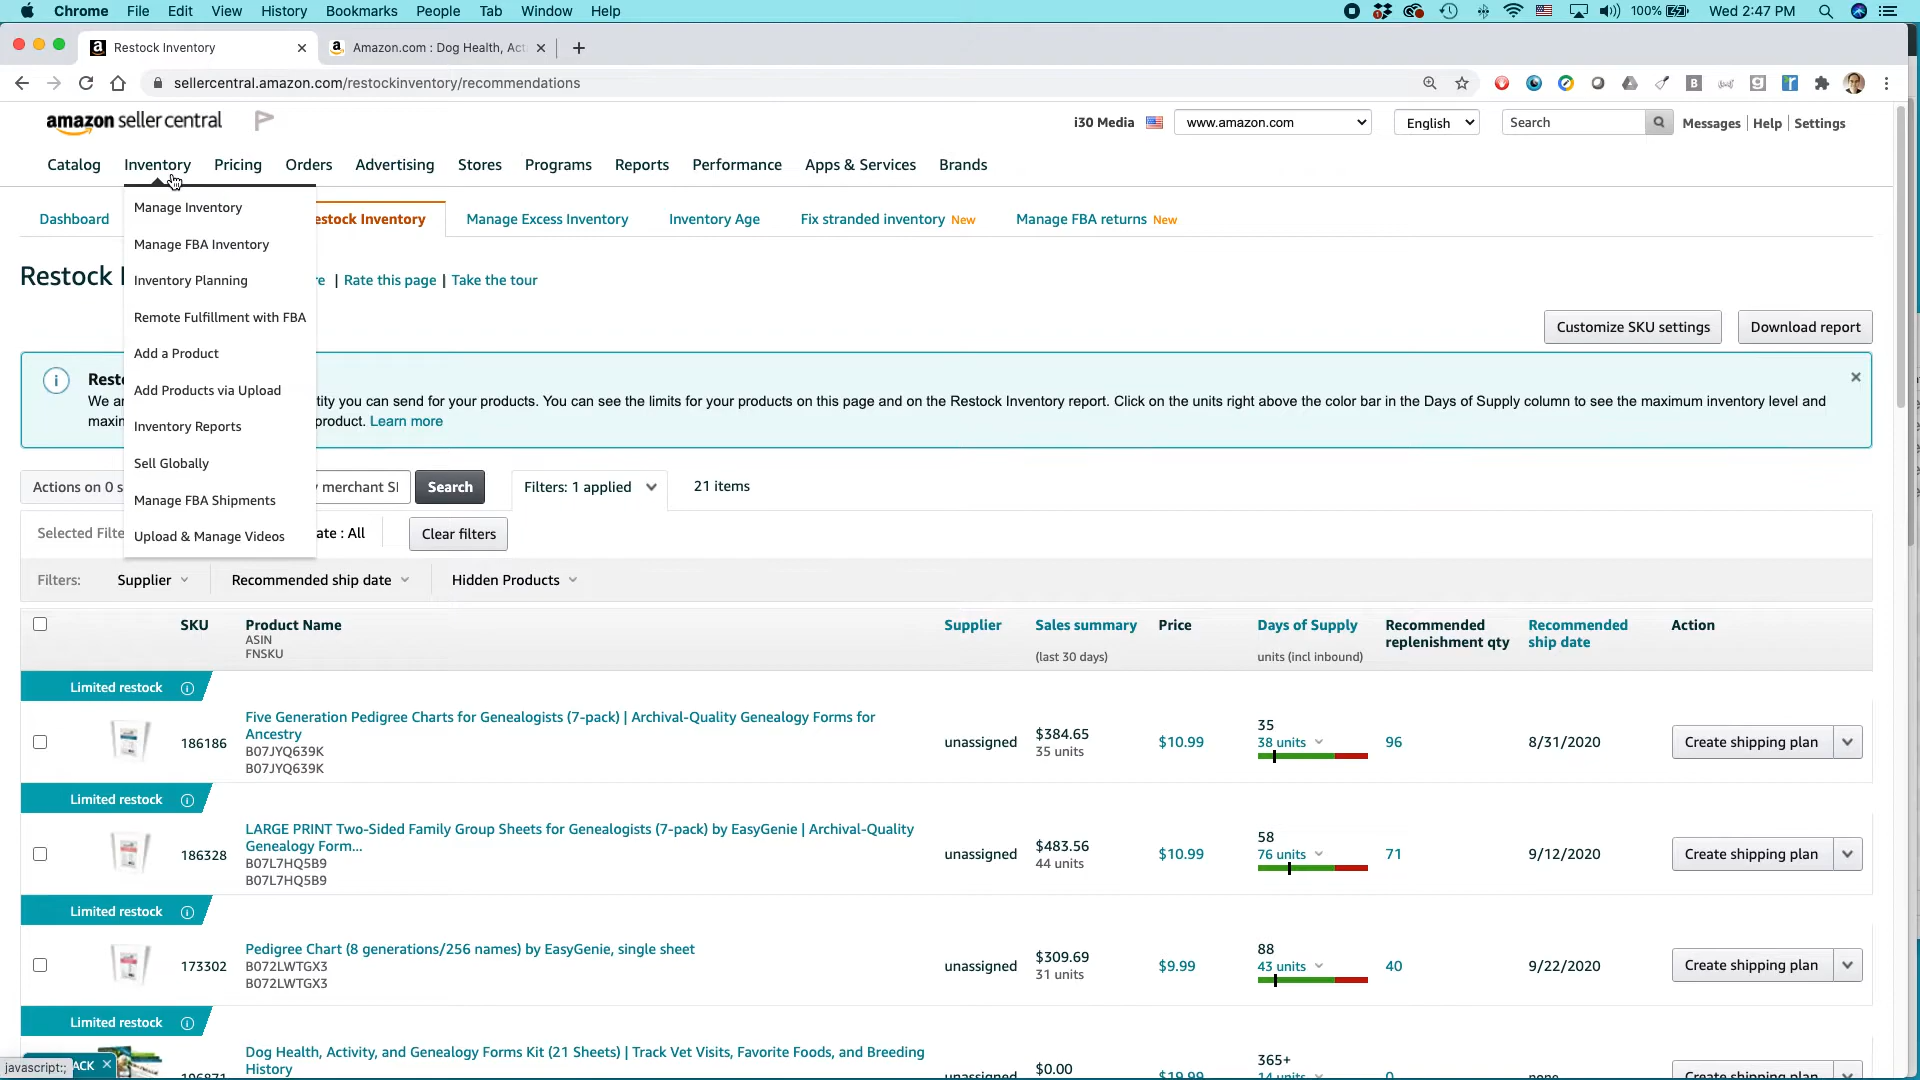 Chrome File Edit View History Bookmarks People Tab Window Help 100% Wed 2:47 PM
Restock Inventory Amazon.com : Dog Health, Act
sellercentral.amazon.com/restockinventory/recommendations
amazon seller central i30 Media www.amazon.com English Search Messages Help Settings
Catalog Inventory Pricing Orders Advertising Stores Programs Reports Performance Apps & Services Brands
Manage Inventory
Manage FBA Inventory
Inventory Planning
Remote Fulfillment with FBA
Add a Product
Add Products via Upload
Inventory Reports
Sell Globally
Manage FBA Shipments
Upload & Manage Videos
Dashboard estock Inventory Manage Excess Inventory Inventory Age Fix stranded inventory New Manage FBA returns New
Restock I re | Rate this page | Take the tour
Customize SKU settings Download report
Rest
We ar tity you can send for your products. You can see the limits for your products on this page and on the Restock Inventory report. Click on the units right above the color bar in the Days of Supply column to see the maximum inventory level and
maxin product. Learn more
Actions on 0 s y merchant SI Search Filters: 1 applied 21 items
Selected Filte ate : All Clear filters
Filters: Supplier Recommended ship date Hidden Products
SKU Product Name Supplier Sales summary Price Days of Supply Recommended Recommended Action
ASIN replenishment qty ship date
FNSKU (last 30 days) units (incl inbound)
Limited restock
Five Generation Pedigree Charts for Genealogists (7-pack) | Archival-Quality Genealogy Forms for
Ancestry
186186 B07JYQ639K unassigned $384.65 $10.99 35 96 8/31/2020 Create shipping plan
B07JYQ639K 35 units 38 units
Limited restock
LARGE PRINT Two-Sided Family Group Sheets for Genealogists (7-pack) by EasyGenie | Archival-Quality
Genealogy Form...
186328 B07L7HQ5B9 unassigned $483.56 $10.99 58 71 9/12/2020 Create shipping plan
B07L7HQ5B9 44 units 76 units
Limited restock
Pedigree Chart (8 generations/256 names) by EasyGenie, single sheet
173302 B072LWTGX3 unassigned $309.69 $9.99 88 40 9/22/2020 Create shipping plan
B072LWTGX3 31 units 43 units
Limited restock
Dog Health, Activity, and Genealogy Forms Kit (21 Sheets) | Track Vet Visits, Favorite Foods, and Breeding
History
196871 unassigned $0.00 $19.99 365+ 14 units 0 none Create shipping plan
javascript:; ACK